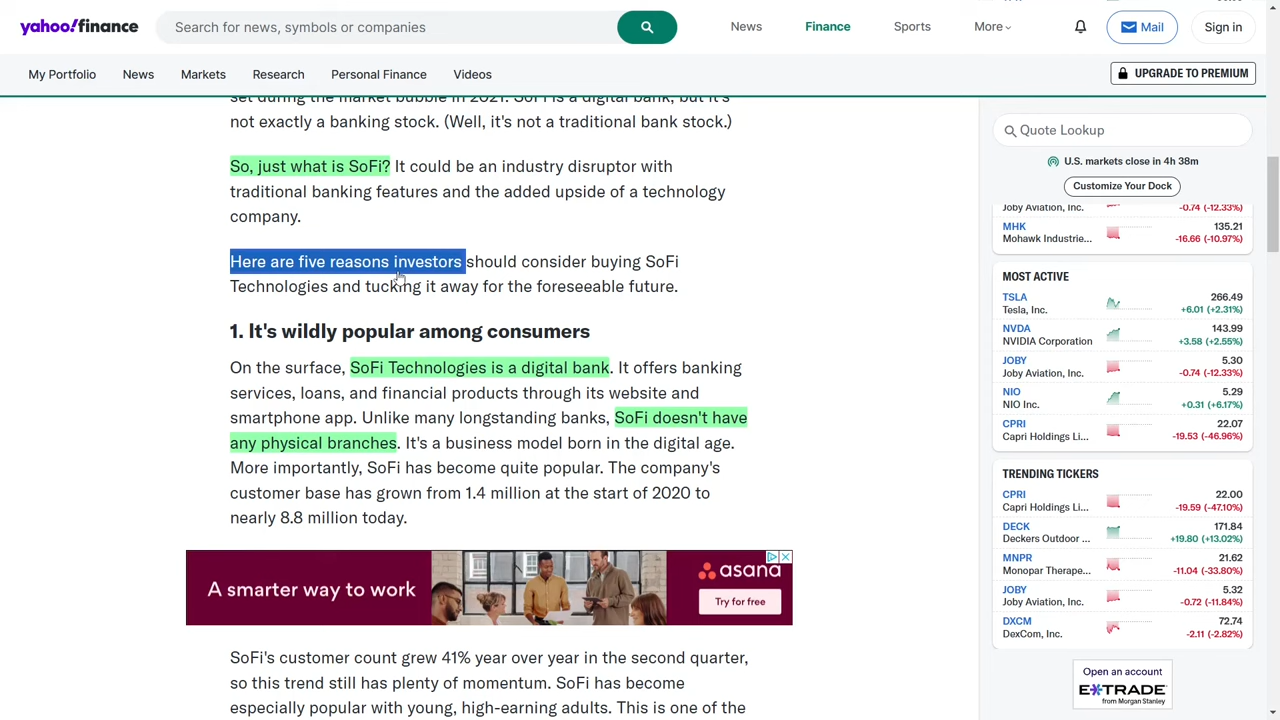 yahoo!finance
Search for news, symbols or companies
News
Finance
Sports
More
Mail
Sign in
My Portfolio
News
Markets
Research
Personal Finance
Videos
UPGRADE TO PREMIUM
set during the market bubble in 2021. SoFi is a digital bank, but it's
not exactly a banking stock. (Well, it's not a traditional bank stock.)
So, just what is SoFi? It could be an industry disruptor with
traditional banking features and the added upside of a technology
company.
Here are five reasons investors should consider buying SoFi
Technologies and tucking it away for the foreseeable future.
1. It's wildly popular among consumers
On the surface, SoFi Technologies is a digital bank. It offers banking
services, loans, and financial products through its website and
smartphone app. Unlike many longstanding banks, SoFi doesn't have
any physical branches. It's a business model born in the digital age.
More importantly, SoFi has become quite popular. The company's
customer base has grown from 1.4 million at the start of 2020 to
nearly 8.8 million today.
A smarter way to work
asana
Try for free
SoFi's customer count grew 41% year over year in the second quarter,
so this trend still has plenty of momentum. SoFi has become
especially popular with young, high-earning adults. This is one of the
Quote Lookup
U.S. markets close in 4h 38m
Customize Your Dock
Joby Aviation, Inc. -0.74 (-12.33%)
MHK 135.21
Mohawk Industrie... -16.66 (-10.97%)
MOST ACTIVE
TSLA 266.49
Tesla, Inc. +6.01 (+2.31%)
NVDA 143.99
NVIDIA Corporation +3.58 (+2.55%)
JOBY 5.30
Joby Aviation, Inc. -0.74 (-12.33%)
NIO 5.29
NIO Inc. +0.31 (+6.17%)
CPRI 22.07
Capri Holdings Li... -19.53 (-46.96%)
TRENDING TICKERS
CPRI 22.00
Capri Holdings Li... -19.59 (-47.10%)
DECK 171.84
Deckers Outdoor ... +19.80 (+13.02%)
MNPR 21.62
Monopar Therape... -11.04 (-33.80%)
JOBY 5.32
Joby Aviation, Inc. -0.72 (-11.84%)
DXCM 72.74
DexCom, Inc. -2.11 (-2.82%)
Open an account
E*TRADE
from Morgan Stanley